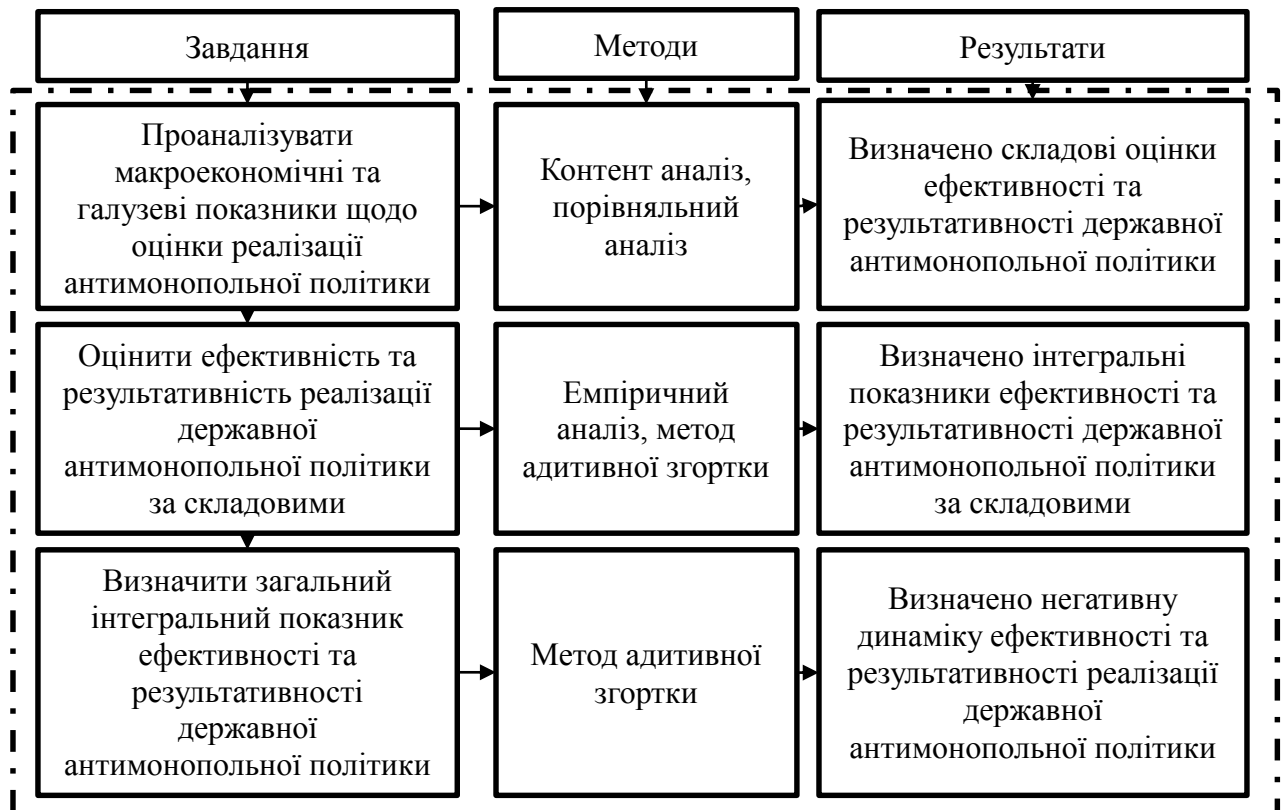 Завдання
Методи
Результати
Проаналізувати
макроекономічні та
галузеві показники щодо
оцінки реалізації
антимонопольної політики
Контент аналіз,
порівняльний
аналіз
Визначено складові оцінки
ефективності та
результативності державної
антимонопольної політики
Оцінити ефективність та
результативність реалізації
державної
антимонопольної політики
за складовими
Емпіричний
аналіз, метод
адитивної згортки
Визначено інтегральні
показники ефективності та
результативності державної
антимонопольної політики
за складовими
Визначити загальний
інтегральний показник
ефективності та
результативності
державної
антимонопольної політики
Метод адитивної
згортки
Визначено негативну
динаміку ефективності та
результативності реалізації
державної
антимонопольної політики